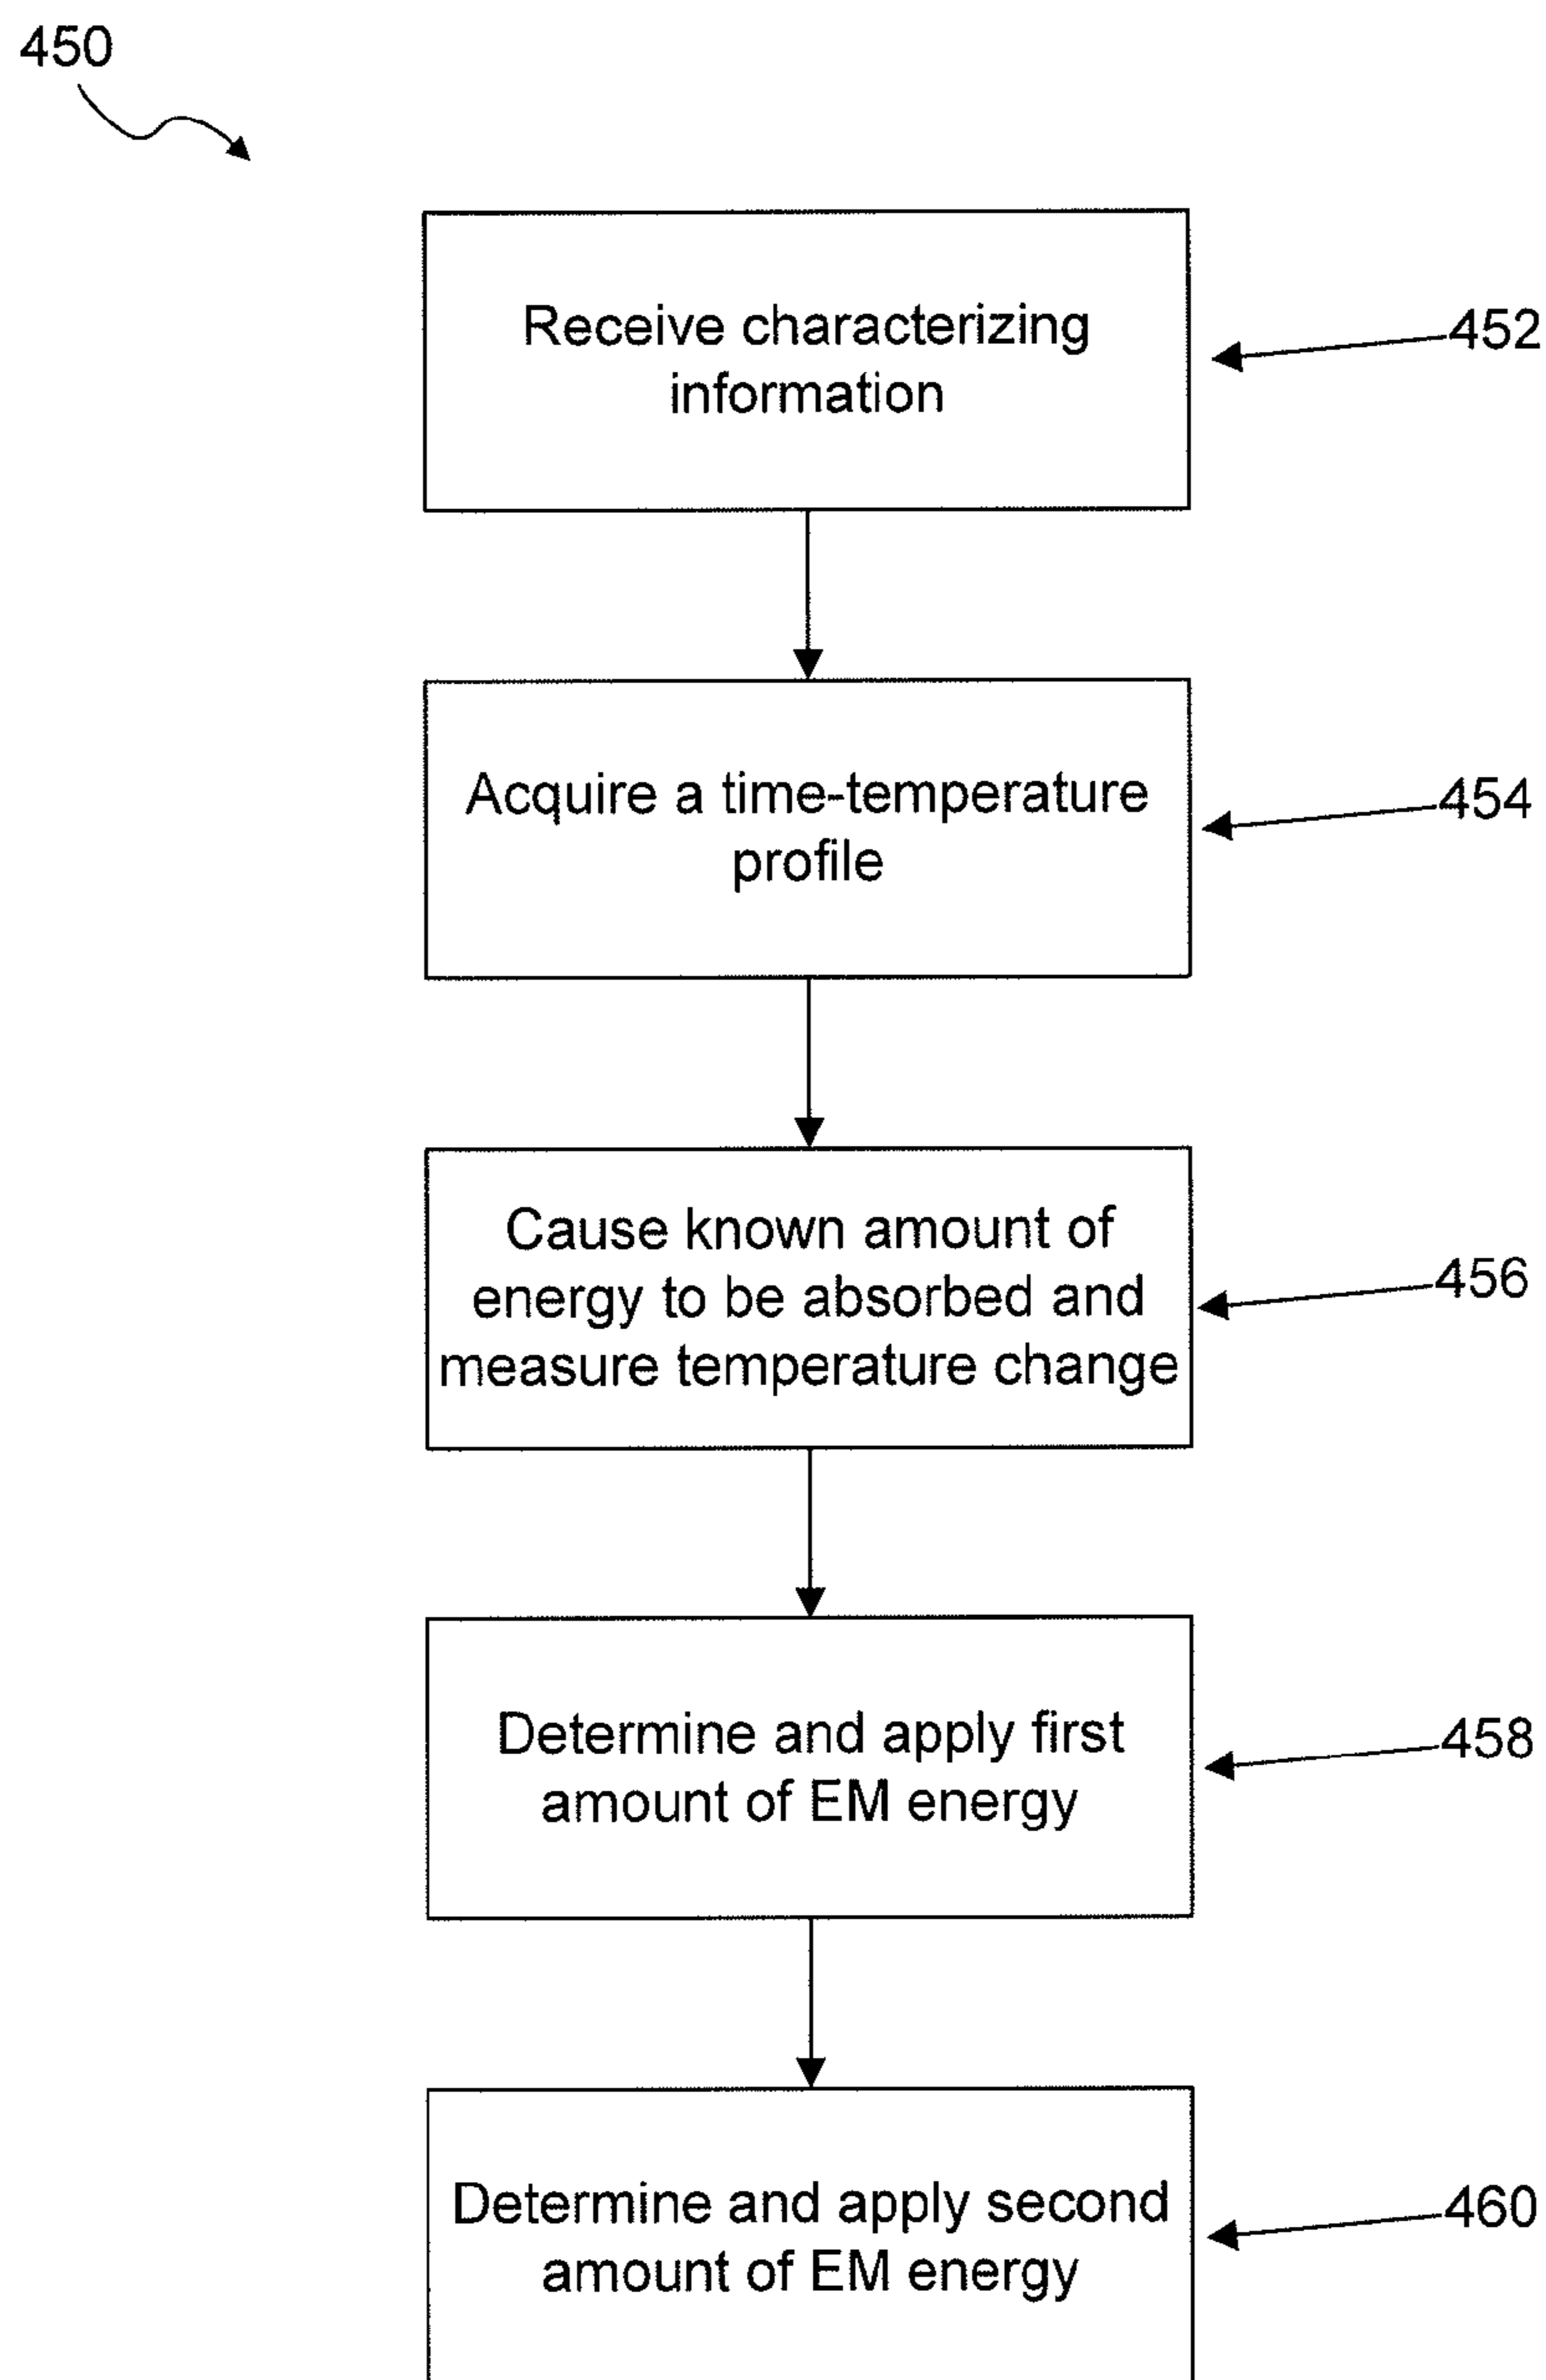 450
Receive characterizing
information
452
Acquire a time-temperature
profile
454
Cause known amount of
energy to be absorbed and
measure temperature change
456
Determine and apply first
amount of EM energy
458
Determine and apply second
amount of EM energy
460